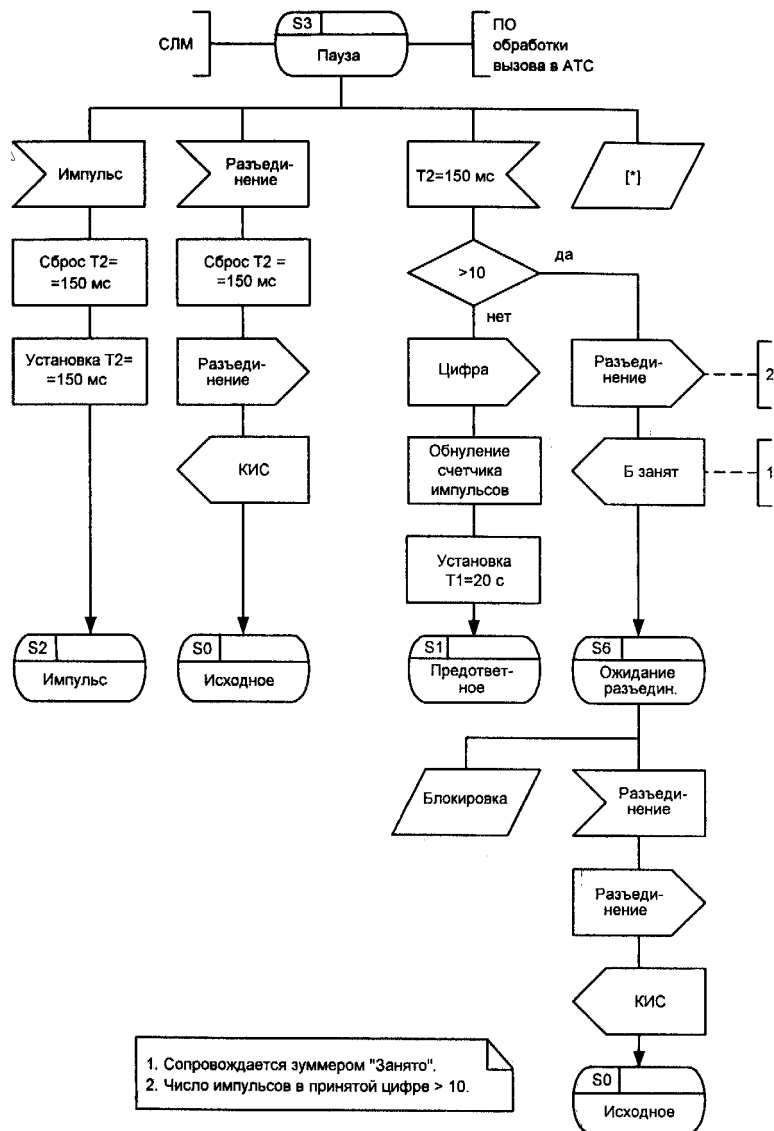 СЛМ
S3
Пауза
ПО
обработки
вызова в АТС
Импульс
Разъеди-
нение
Т2=150 мс
[*]
Сброс Т2=
=150 мс
Сброс Т2 =
=150 мс
>10
да
нет
Установка Т2=
=150 мс
Разъеди-
нение
Цифра
Разъеди-
нение
2
КИС
Обнуление
счетчика
импульсов
Б занят
1
Установка
Т1=20 с
S2
Импульс
S0
Исходное
S1
Предответ-
ное
S6
Ожидание
разъедин.
Блокировка
Разъеди-
нение
Разъеди-
нение
КИС
1. Сопровождается зуммером "Занято".
2. Число импульсов в принятой цифре > 10.
S0
Исходное